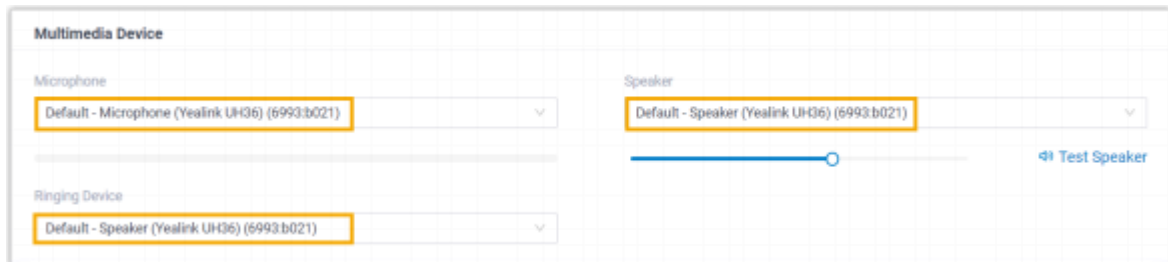 Multimedia Device
Microphone
Speaker
Default - Microphone (Yealink UH36) (6993:b021)
Default - Speaker (Yealink UH36) (6993:b021)
Test Speaker
Ringing Device
Default - Speaker (Yealink UH36) (6993:b021)